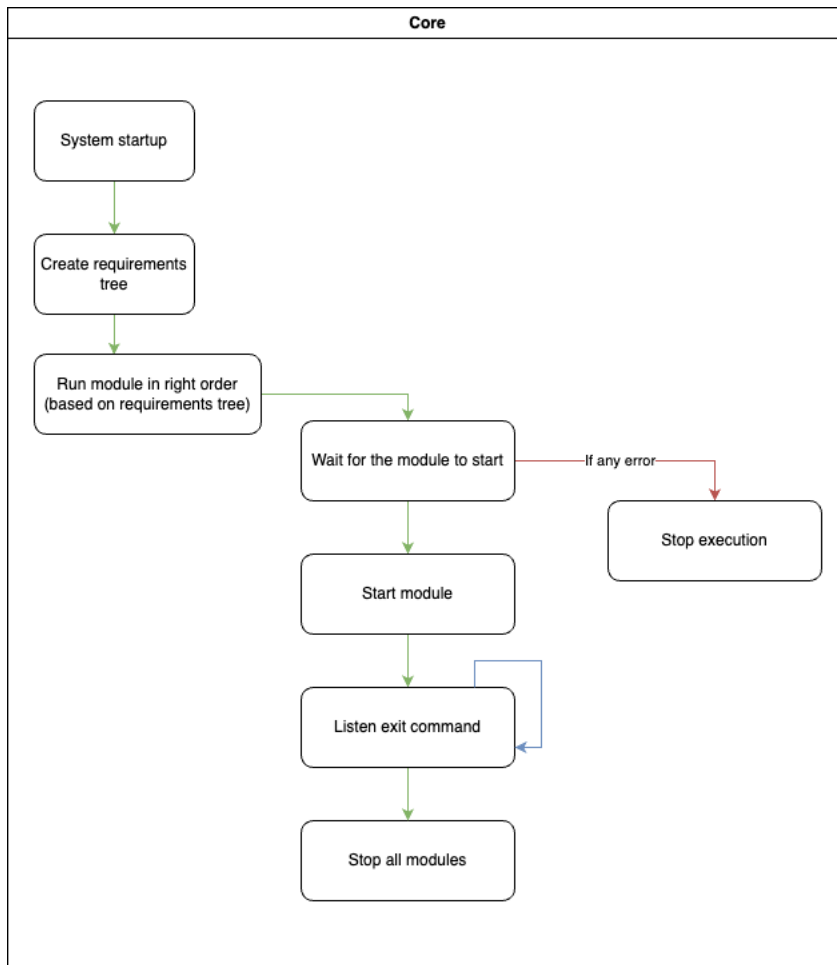 Core
System startup
Create requirements
tree
Run module in right order
(based on requirements tree)
Wait for the module to start
If any error
Stop execution
Start module
Listen exit command
Stop all modules